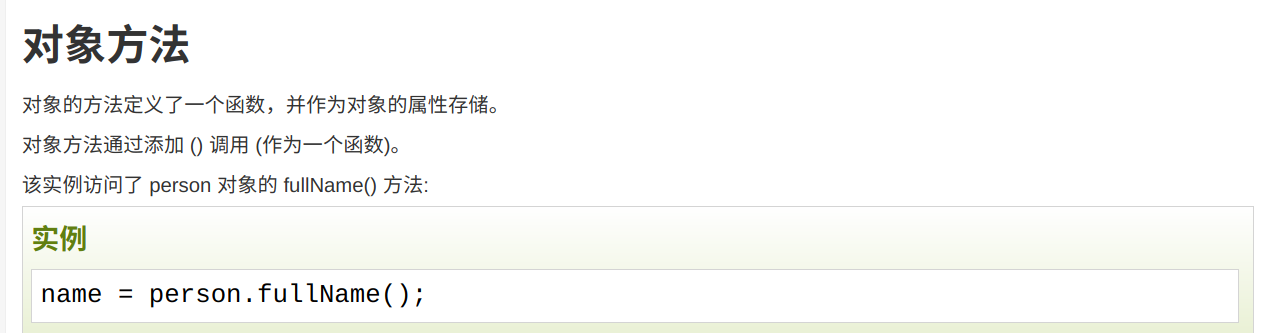 对象方法
对象的方法定义了一个函数，并作为对象的属性存储。
对象方法通过添加 () 调用 (作为一个函数)。
该实例访问了 person 对象的 fullName() 方法:
实例
name = person.fullName();